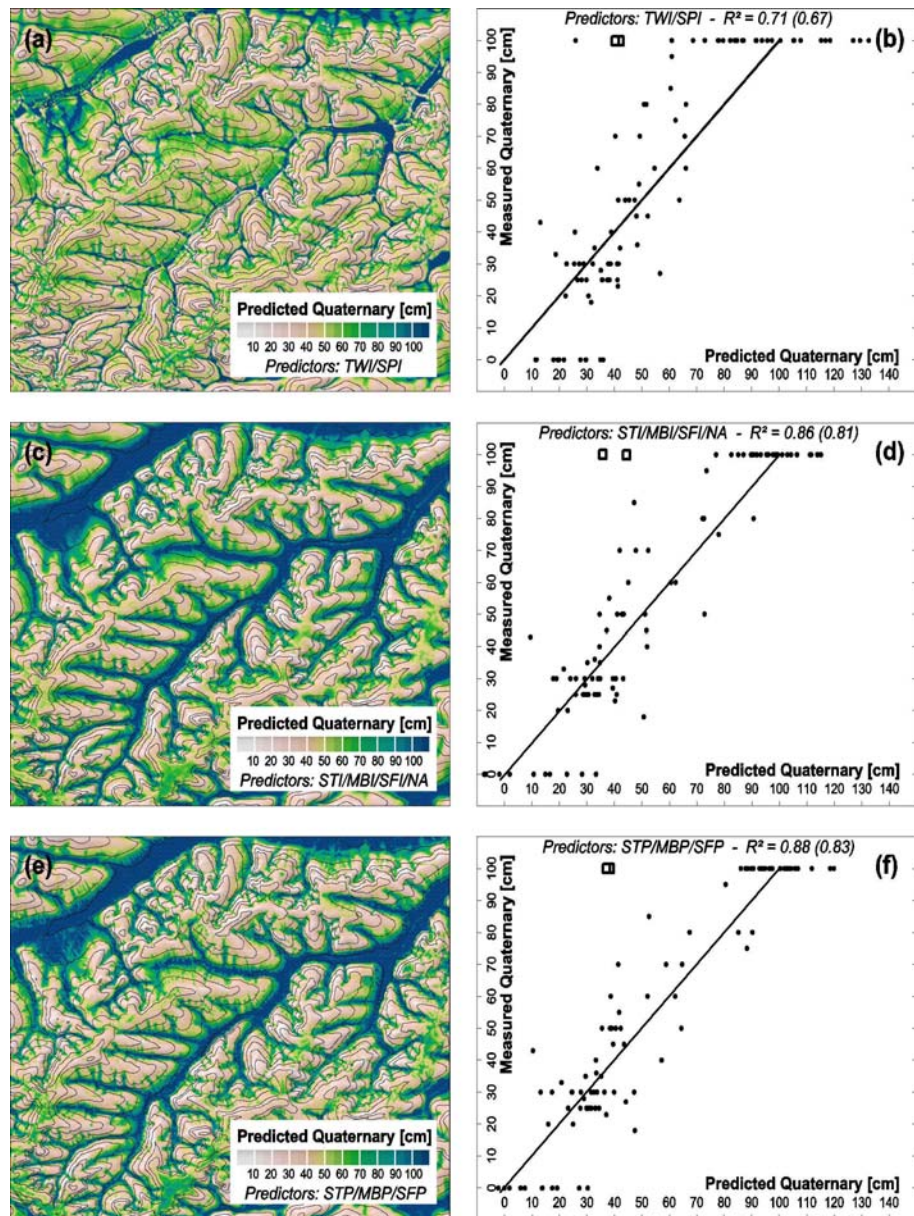 (a)
Predicted Quaternary [cm]
10 20 30 40 50 60 70 80 90 100
Predictors: TWI/SPI
Predictors: TWI/SPI - R² = 0.71 (0.67)
(b)
Measured Quaternary [cm]
100
90
80
70
60
50
40
30
20
10
0
Predicted Quaternary [cm]
0 10 20 30 40 50 60 70 80 90 100 110 120 140
(c)
Predicted Quaternary [cm]
10 20 30 40 50 60 70 80 90 100
Predictors: STI/MBI/SFI/NA
Predictors: STI/MBI/SFI/NA - R² = 0.86 (0.81)
(d)
Measured Quaternary [cm]
100
90
80
70
60
50
40
30
20
10
0
Predicted Quaternary [cm]
0 10 20 30 40 50 60 70 80 90 100 110 120 140
(e)
Predicted Quaternary [cm]
10 20 30 40 50 60 70 80 90 100
Predictors: STP/MBP/SFP
Predictors: STP/MBP/SFP - R² = 0.88 (0.83)
(f)
Measured Quaternary [cm]
100
90
80
70
60
50
40
30
20
10
0
Predicted Quaternary [cm]
0 10 20 30 40 50 60 70 80 90 100 110 120 140